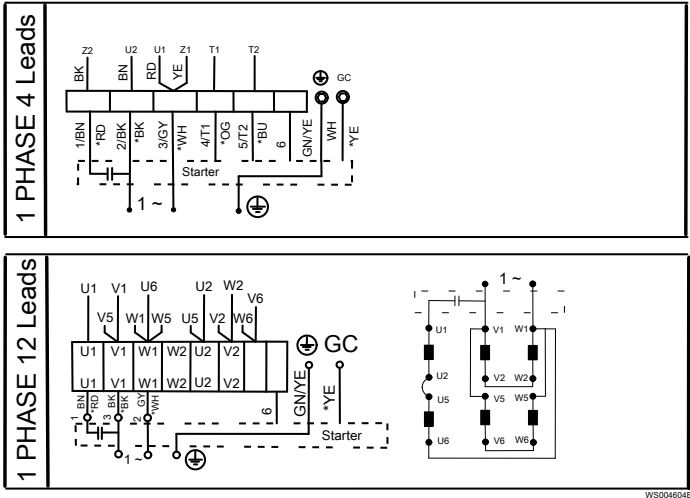 1 PHASE 4 Leads
Z2 U2 U1 Z1 T1 T2
BK BN RD YE GC
1/BN *RD 2/BK *BK 3/GY *WH 4/T1 *OG 5/T2 *BU 6 GN/YE WH *YE
Starter
1 ~
1 PHASE 12 Leads
U1 V1 U6 U2 W2
V5 W1 W5 U5 V2 W6 V6
GC
U1 V1 W1 W2 U2 V2
U1 V1 W1 W2 U2 V2
1 BN *RD 3 BK *BK 2 GY *WH 6 GN/YE *YE
Starter
1 ~
1 ~
U1 V1 W1
U2 V2 W2
U5 V5 W5
U6 V6 W6
WS004604B